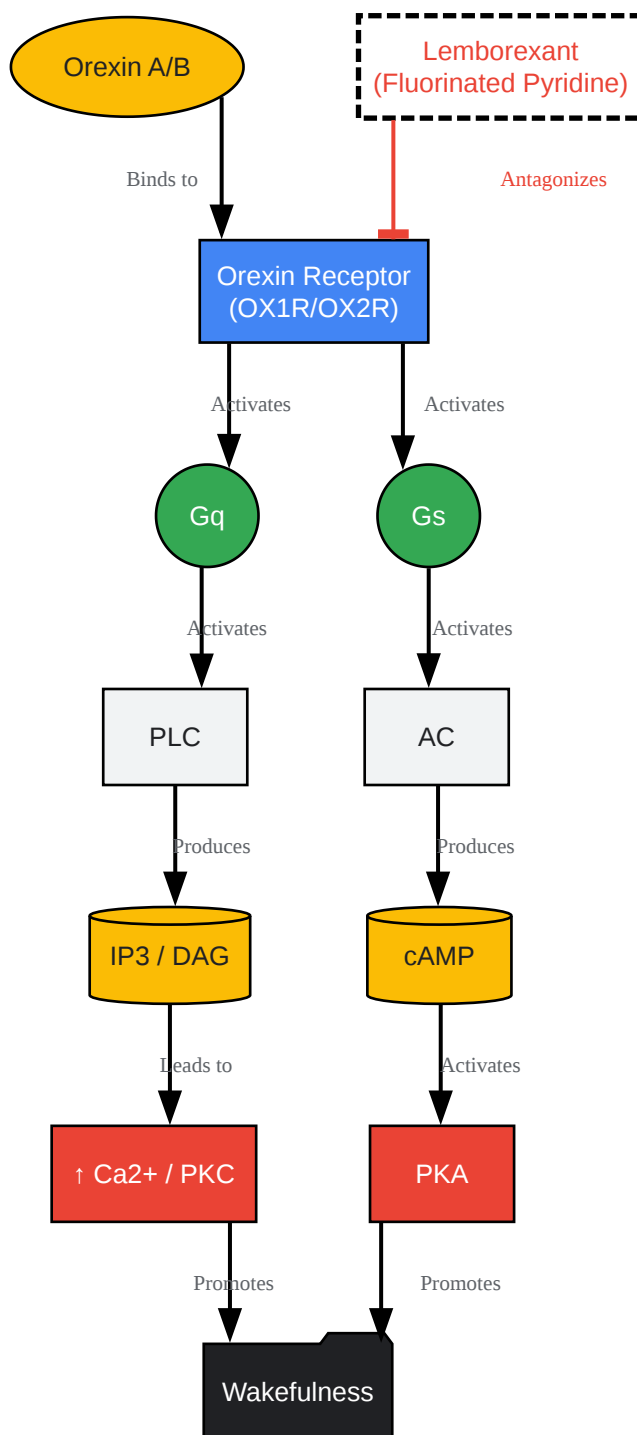 Orexin A/B
Lemborexant
(Fluorinated Pyridine)
Binds to
Antagonizes
Orexin Receptor
(OX1R/OX2R)
Activates
Activates
Gq
Gs
Activates
Activates
PLC
AC
Produces
Produces
IP3 / DAG
cAMP
Leads to
Activates
↑ Ca2+ / PKC
PKA
Promotes
Promotes
Wakefulness